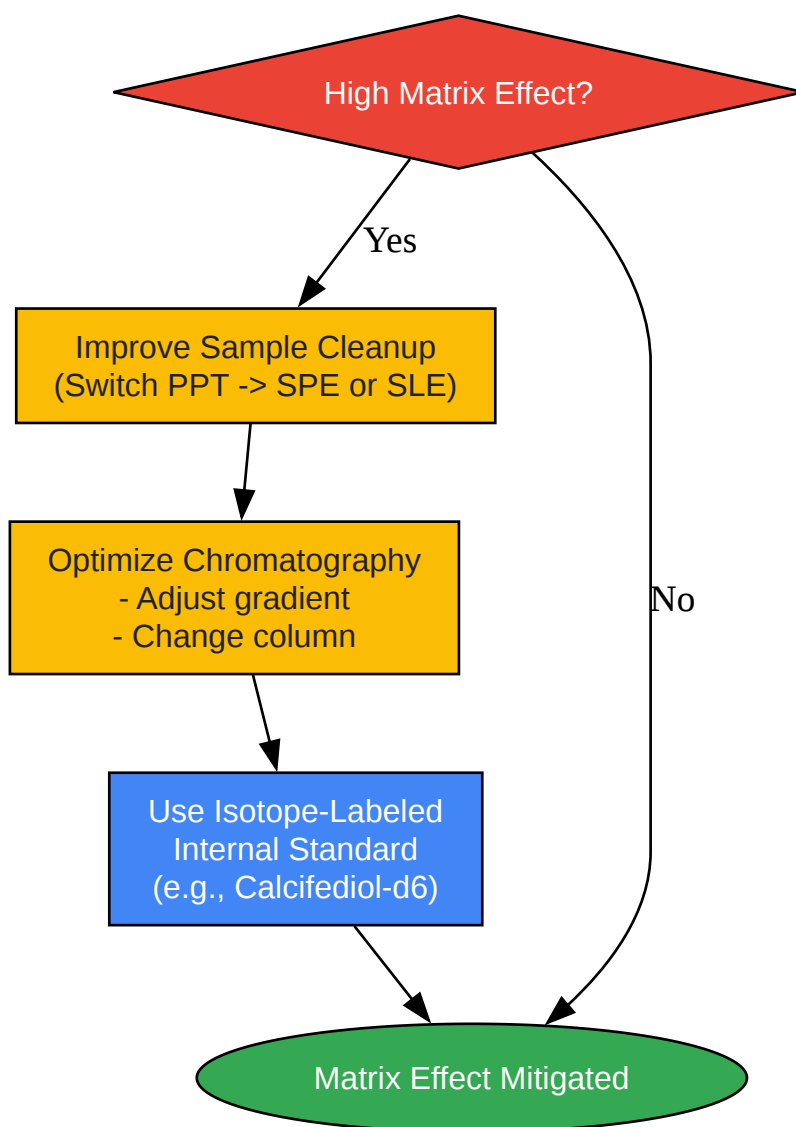 High Matrix Effect?
Yes
Improve Sample Cleanup
(Switch PPT -> SPE or SLE)
Optimize Chromatography
- Adjust gradient
- Change column
No
Use Isotope-Labeled
Internal Standard
(e.g., Calcifediol-d6)
Matrix Effect Mitigated